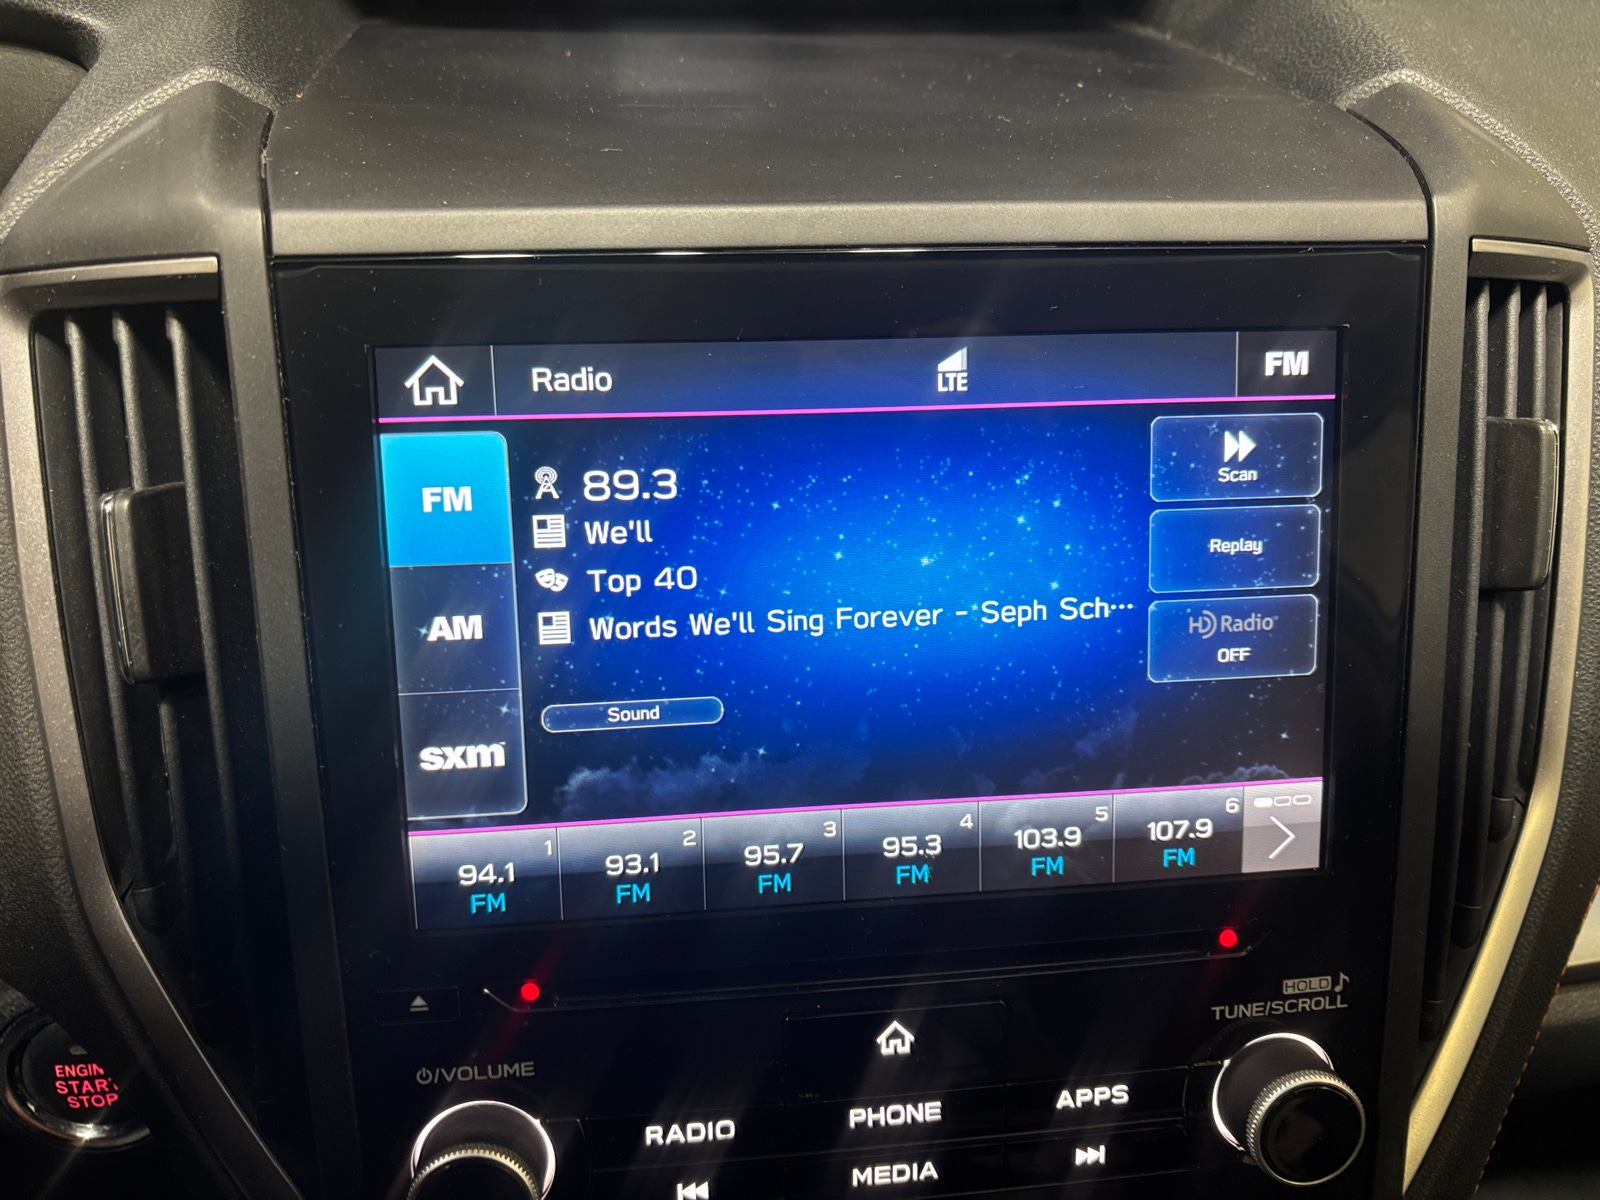 Radio
LTE
FM
FM
AM
sxm
89.3
We'll
Top 40
Words We'll Sing Forever - Seph Sch...
Sound
Scan
Replay
HD Radio
OFF
1
94.1
FM
2
93.1
FM
3
95.7
FM
4
95.3
FM
5
103.9
FM
6
107.9
FM
HOLD
TUNE/SCROLL
/VOLUME
ENGIN
START
STOP
RADIO
PHONE
APPS
MEDIA